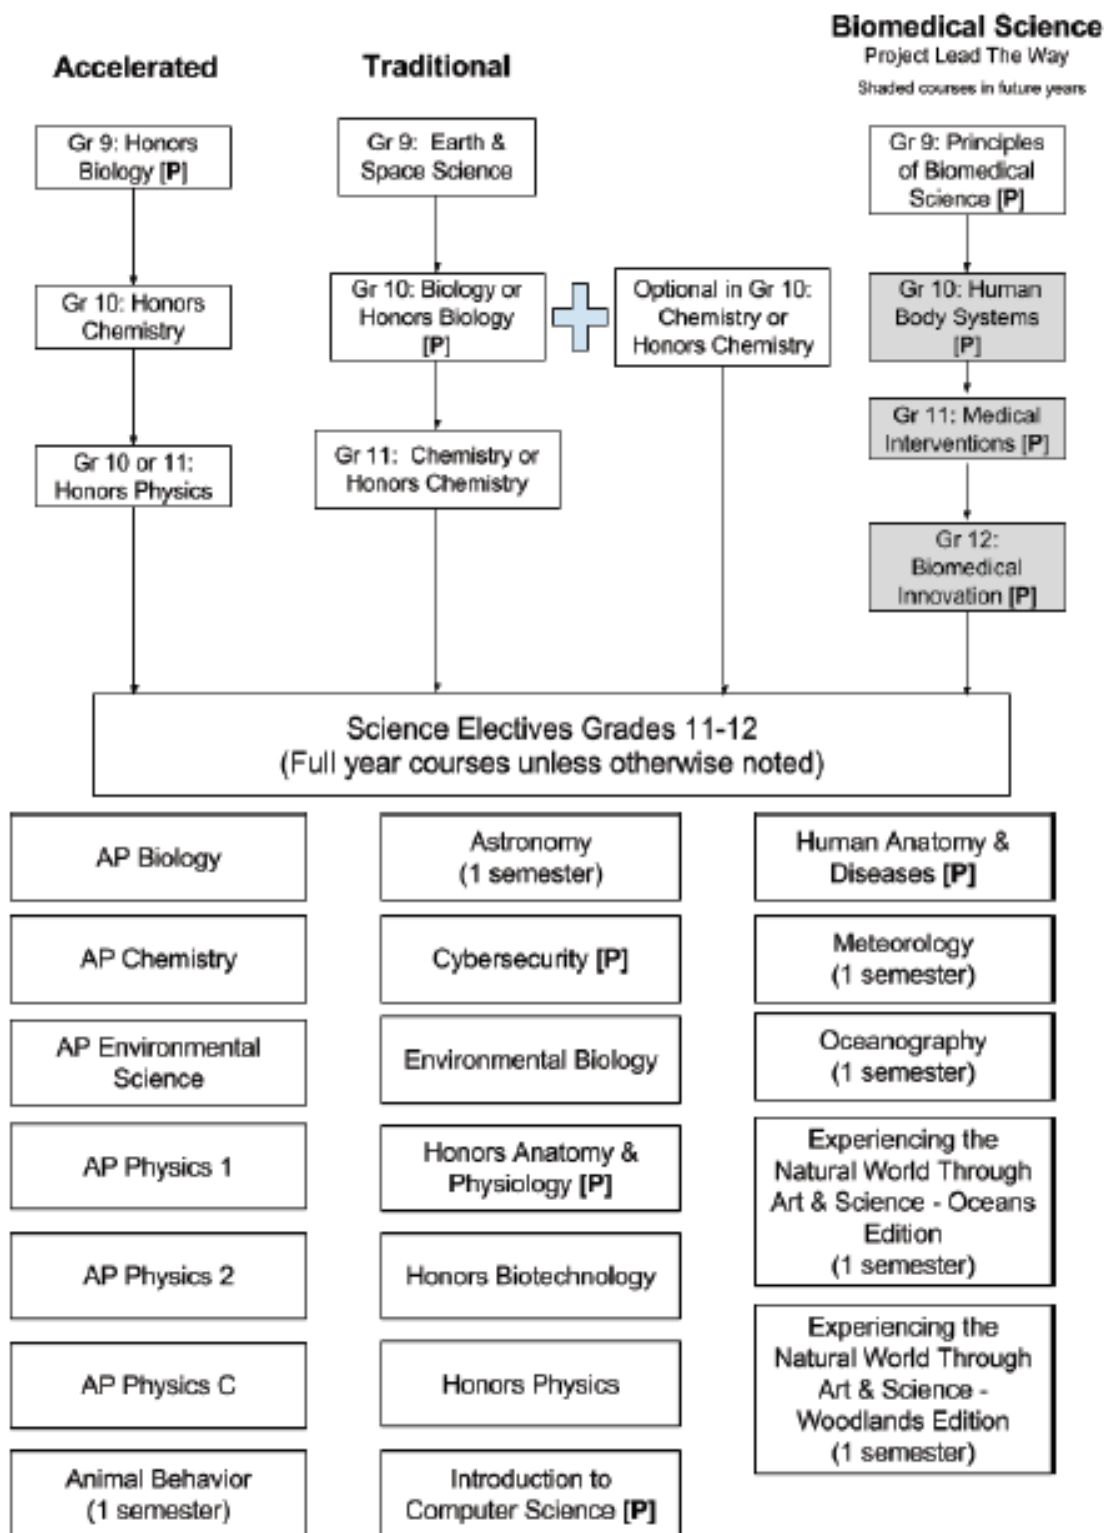 Accelerated
Gr 9: Honors
Biology [P]
Gr 10: Honors
Chemistry
Gr 10 or 11:
Honors Physics
Traditional
Gr 9: Earth &
Space Science
Gr 10: Biology or
Honors Biology
[P]
Optional in Gr 10:
Chemistry or
Honors Chemistry
Gr 11: Chemistry or
Honors Chemistry
Biomedical Science
Project Lead The Way
Shaded courses in future years
Gr 9: Principles
of Biomedical
Science [P]
Gr 10: Human
Body Systems
[P]
Gr 11: Medical
Interventions [P]
Gr 12:
Biomedical
Innovation [P]
Science Electives Grades 11-12
(Full year courses unless otherwise noted)
AP Biology
AP Chemistry
AP Environmental
Science
AP Physics 1
AP Physics 2
AP Physics C
Animal Behavior
(1 semester)
Astronomy
(1 semester)
Cybersecurity [P]
Environmental Biology
Honors Anatomy &
Physiology [P]
Honors Biotechnology
Honors Physics
Introduction to
Computer Science [P]
Human Anatomy &
Diseases [P]
Meteorology
(1 semester)
Oceanography
(1 semester)
Experiencing the
Natural World Through
Art & Science - Oceans
Edition
(1 semester)
Experiencing the
Natural World Through
Art & Science -
Woodlands Edition
(1 semester)